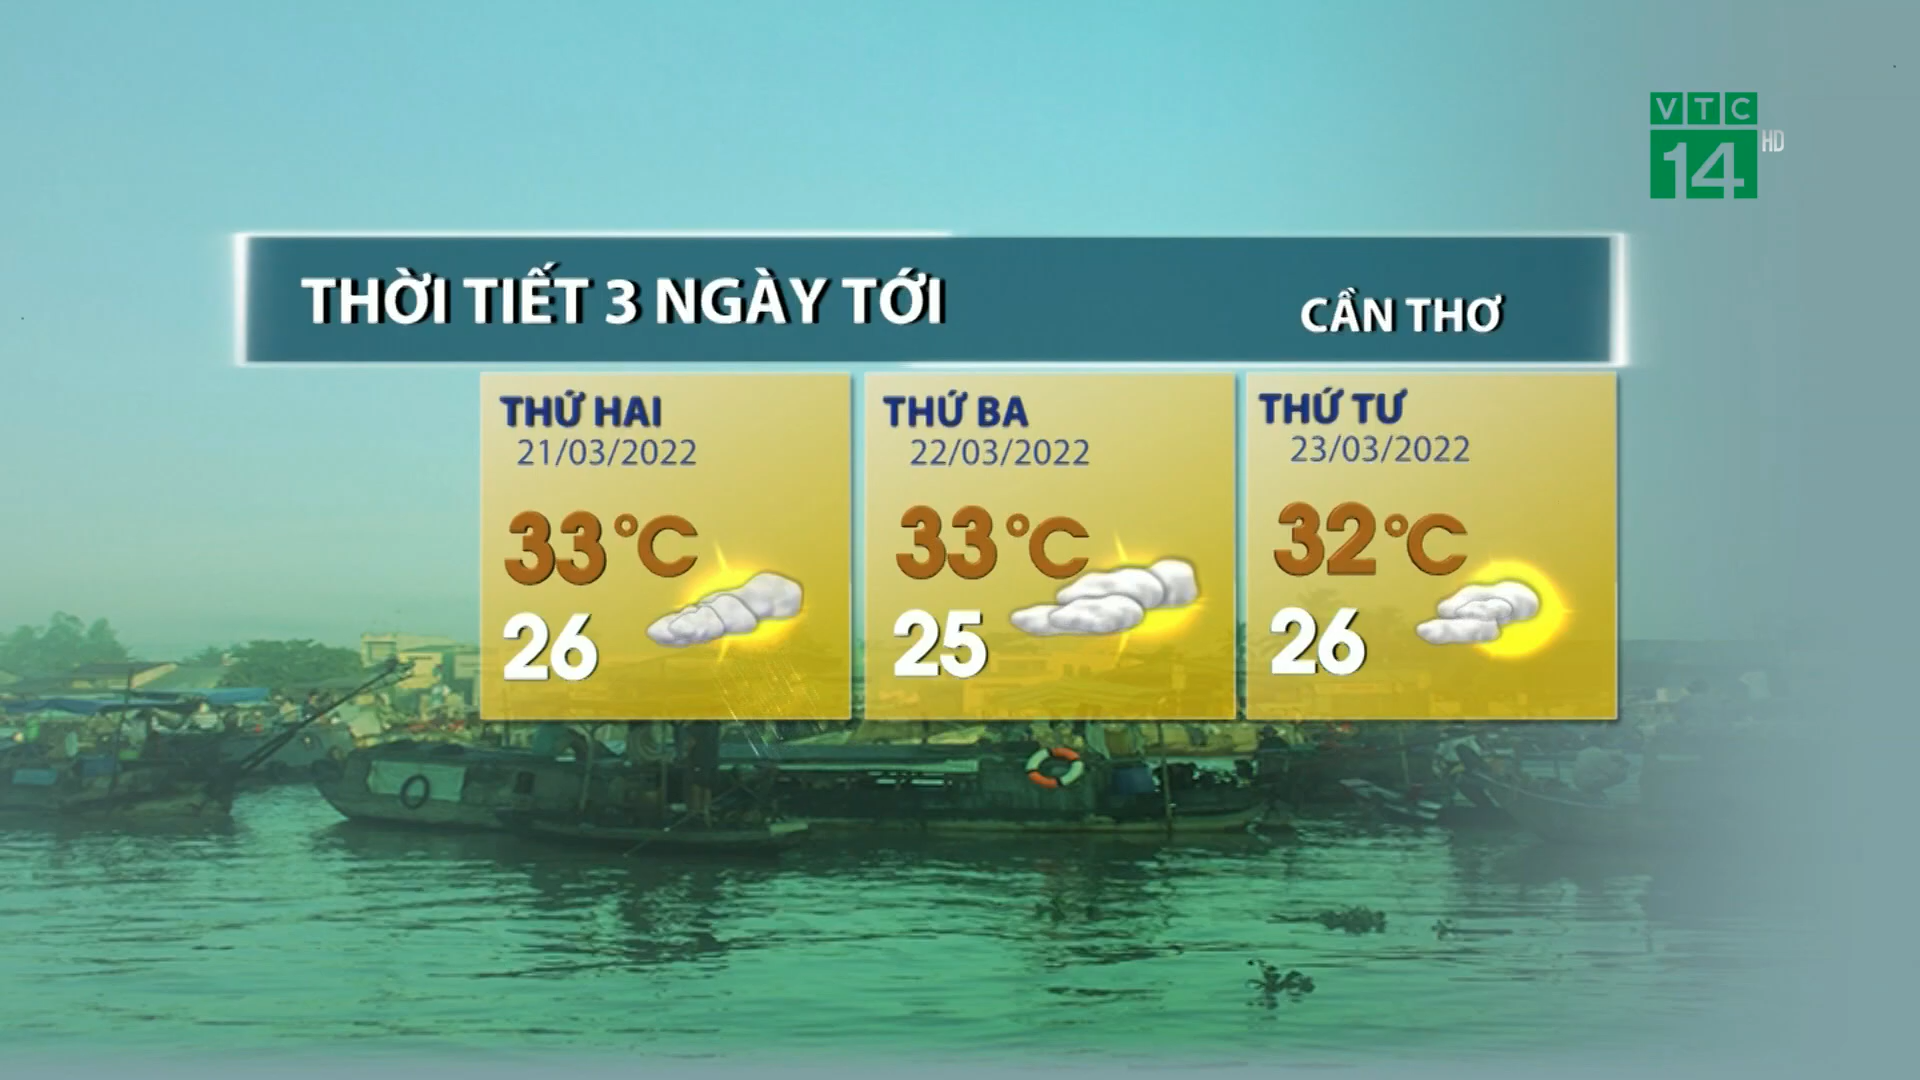 VTC
14 HD
THỜI TIẾT 3 NGÀY TỚI
CẦN THƠ
THỨ HAI
21/03/2022
33°C
26
THỨ BA
22/03/2022
33°C
25
THỨ TƯ
23/03/2022
32°C
26